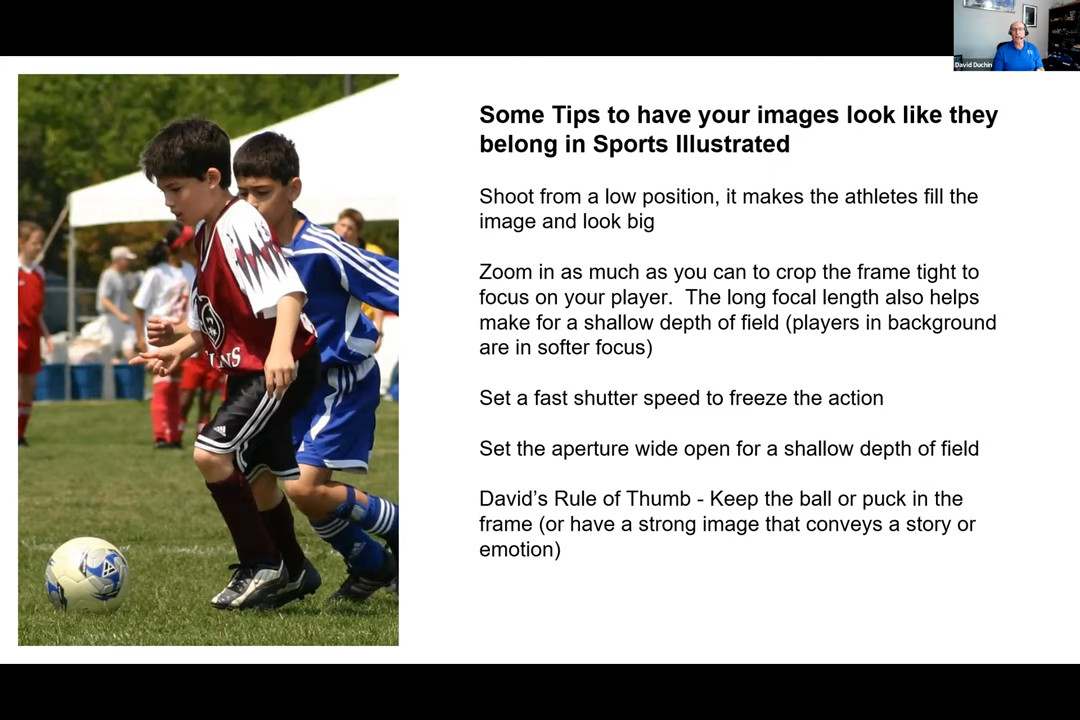 David Duchin
Some Tips to have your images look like they
belong in Sports Illustrated
Shoot from a low position, it makes the athletes fill the
image and look big
Zoom in as much as you can to crop the frame tight to
focus on your player.  The long focal length also helps
make for a shallow depth of field (players in background
are in softer focus)
Set a fast shutter speed to freeze the action
Set the aperture wide open for a shallow depth of field
David’s Rule of Thumb - Keep the ball or puck in the
frame (or have a strong image that conveys a story or
emotion)